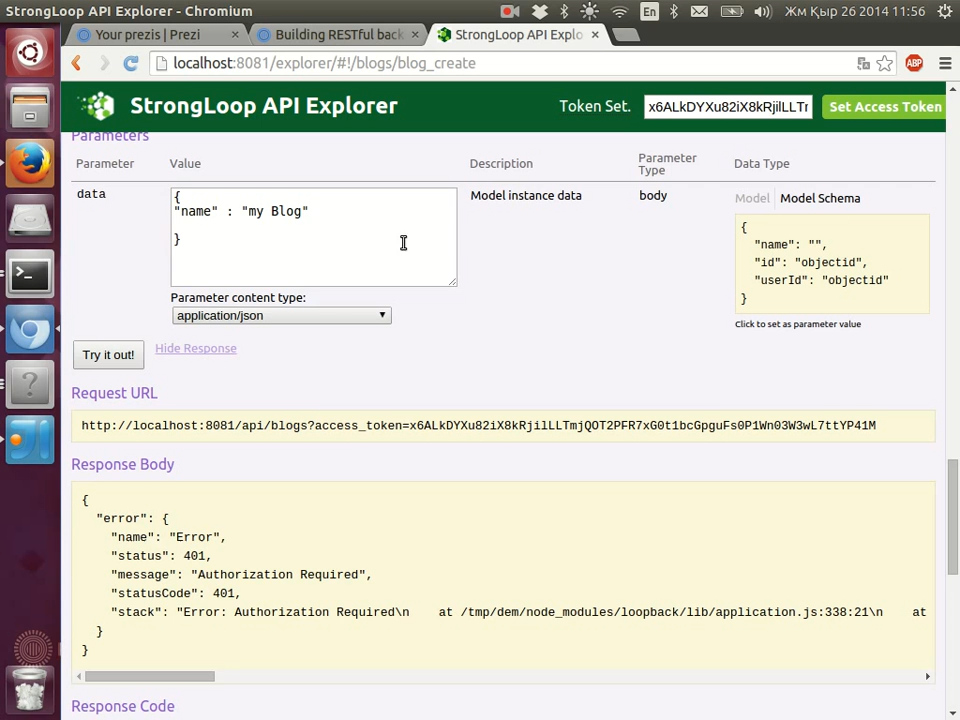 StrongLoop API Explorer - Chromium
En
Жм Қыр 26 2014 11:56
Your prezis | Prezi ×
Building RESTful back ×
StrongLoop API Explo ×
localhost:8081/explorer/#!/blogs/blog_create
ABP
StrongLoop API Explorer
Token Set.
x6ALkDYXu82iX8kRjilLLTr
Set Access Token
Parameters
Parameter
Value
Description
Parameter
Type
Data Type
data
{
"name" : "my Blog"
}
Model instance data
body
Model
Model Schema
{
"name": "",
"id": "objectid",
"userId": "objectid"
}
Click to set as parameter value
Parameter content type:
application/json
Try it out!
Hide Response
Request URL
http://localhost:8081/api/blogs?access_token=x6ALkDYXu82iX8kRjilLLTmjQOT2PFR7xG0t1bcGpguFs0P1Wn03W3wL7ttYP41M
Response Body
{
"error": {
"name": "Error",
"status": 401,
"message": "Authorization Required",
"statusCode": 401,
"stack": "Error: Authorization Required\n    at /tmp/dem/node_modules/loopback/lib/application.js:338:21\n    at
}
}
Response Code